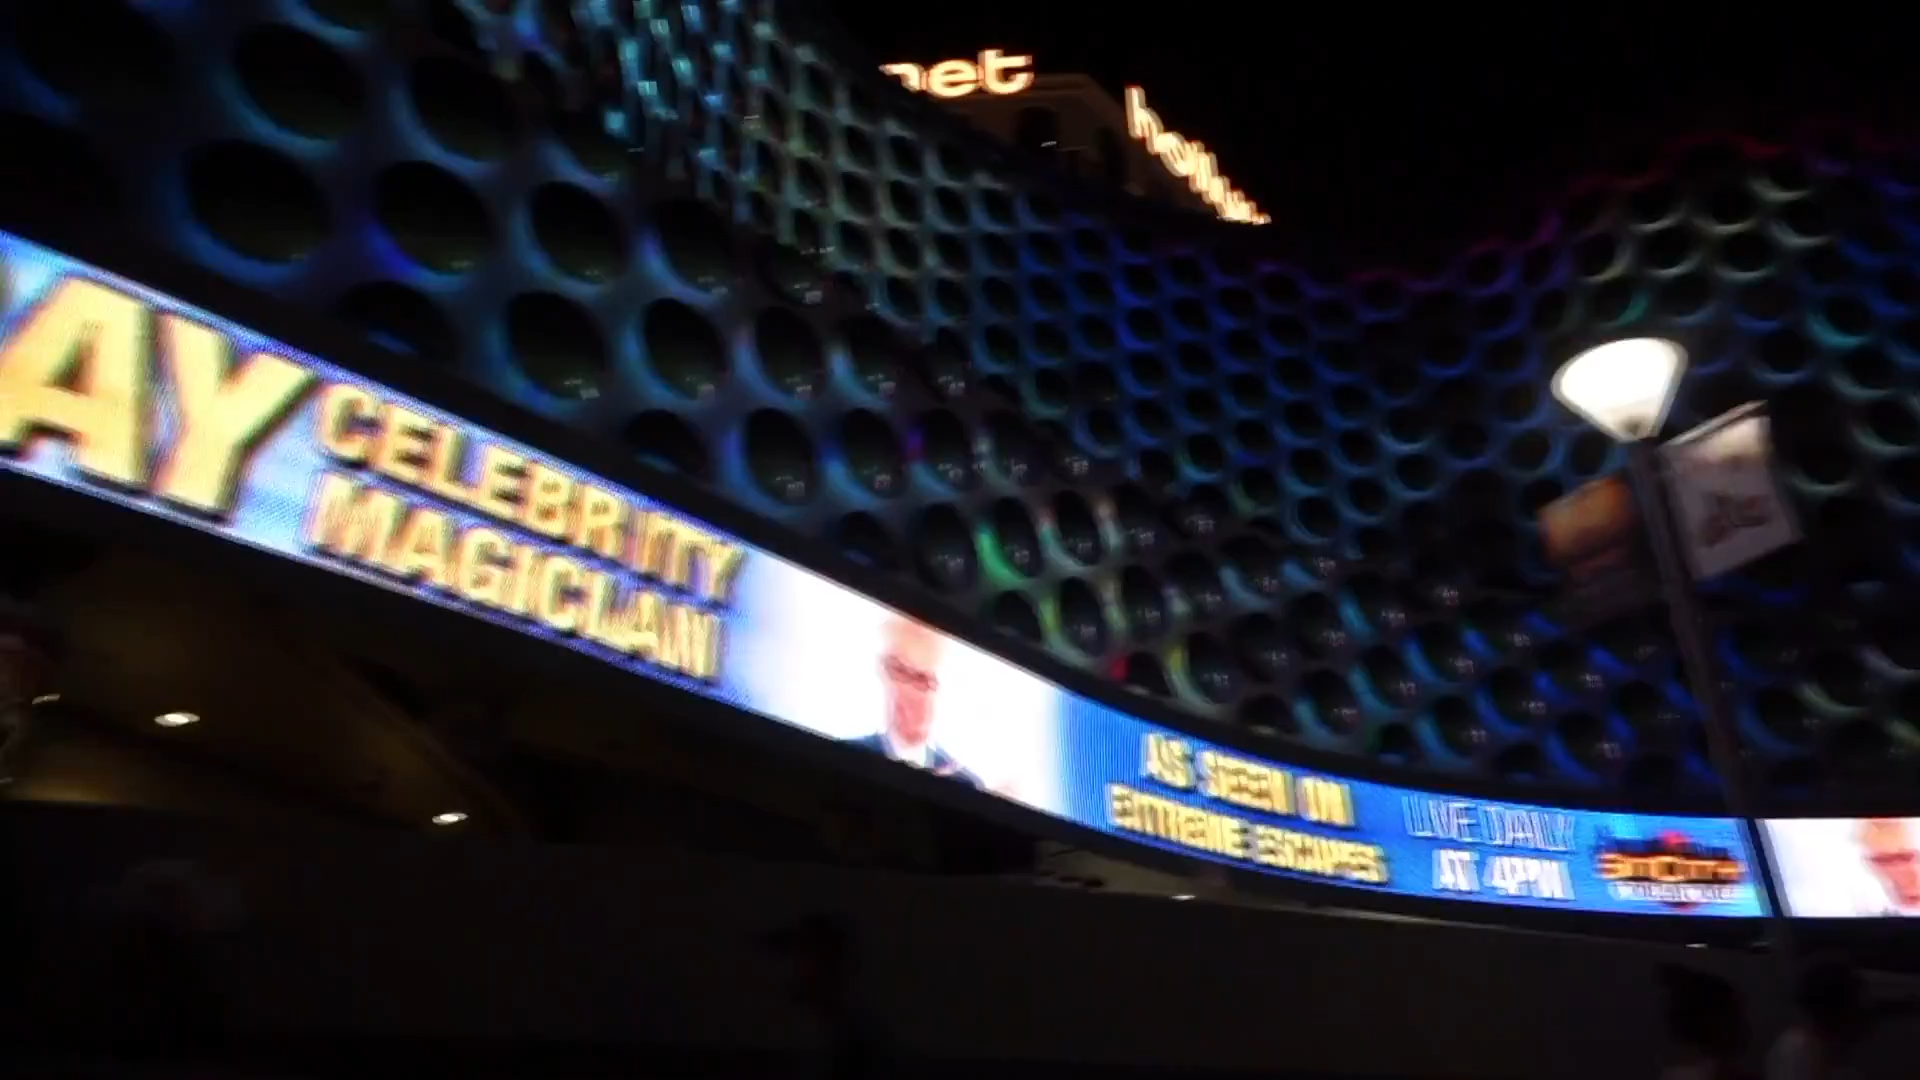 net
AY
CELEBRITY
MAGICIAN
AS SEEN ON
EXTREME ESCAPES
LIVE DAILY
AT 4PM